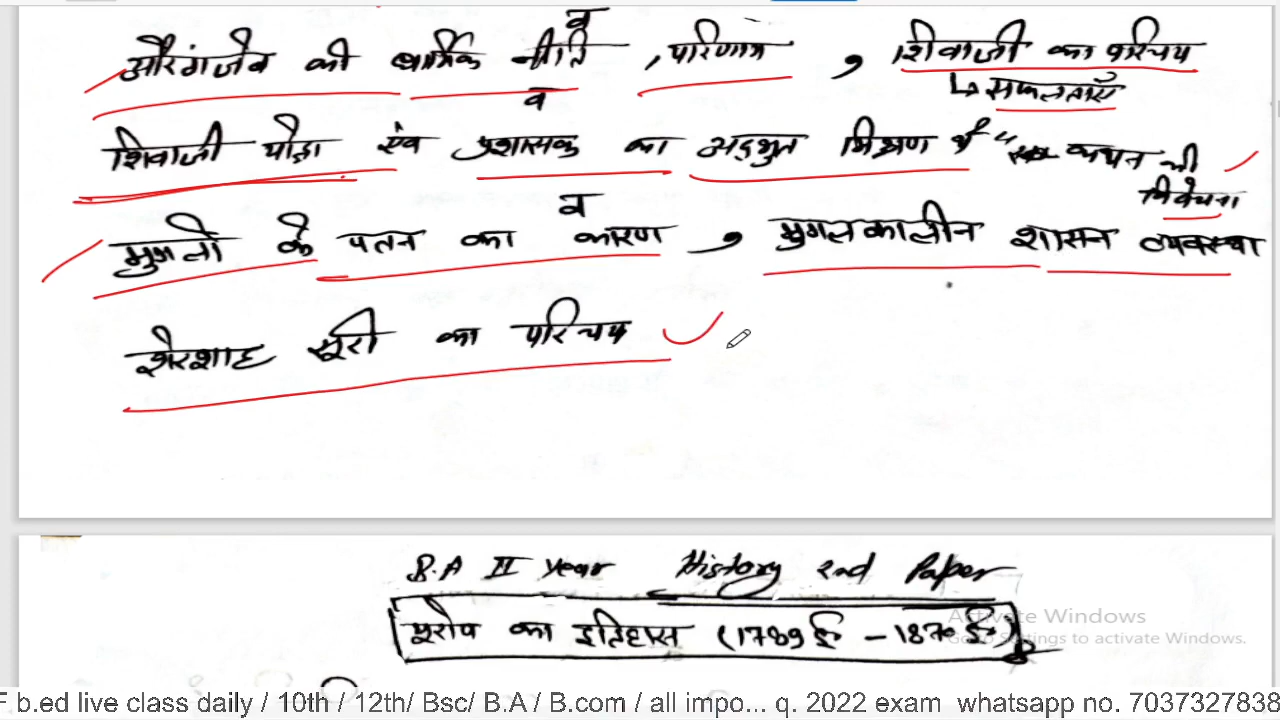 व
औरंगजेब की धार्मिक नीति , परिणाम , शिवाजी का परिचय
व ↳ सफलताएँ
शिवाजी योद्धा एंव प्रशासक का अद्भुत मिश्रण थे " कथन की
विवेचना
व
मुगलो के पतन का कारण , मुगलकालीन शासन व्यवस्था
शेरशाह सूरी का परिचय
B.A II year History 2nd Paper
यूरोप का इतिहास (1789 ई॰ - 1870 ई॰)
Activate Windows
Go to Settings to activate Windows.
F b.ed live class daily / 10th / 12th/ Bsc/ B.A / B.com / all impo... q. 2022 exam whatsapp no. 7037327838